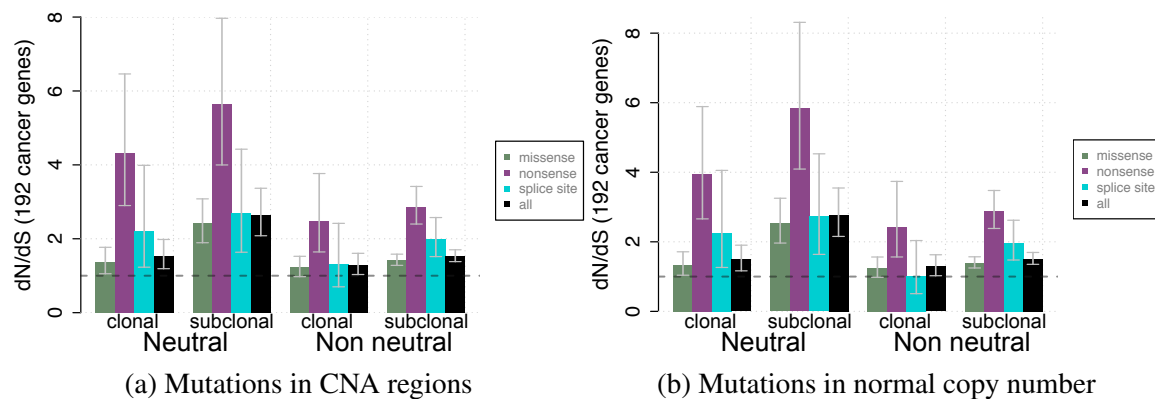 dN/dS (192 cancer genes)
8
6
4
2
0
clonal subclonal clonal subclonal
Neutral Non neutral
missense
nonsense
splice site
all
(a) Mutations in CNA regions
dN/dS (192 cancer genes)
8
6
4
2
0
clonal subclonal clonal subclonal
Neutral Non neutral
missense
nonsense
splice site
all
(b) Mutations in normal copy number